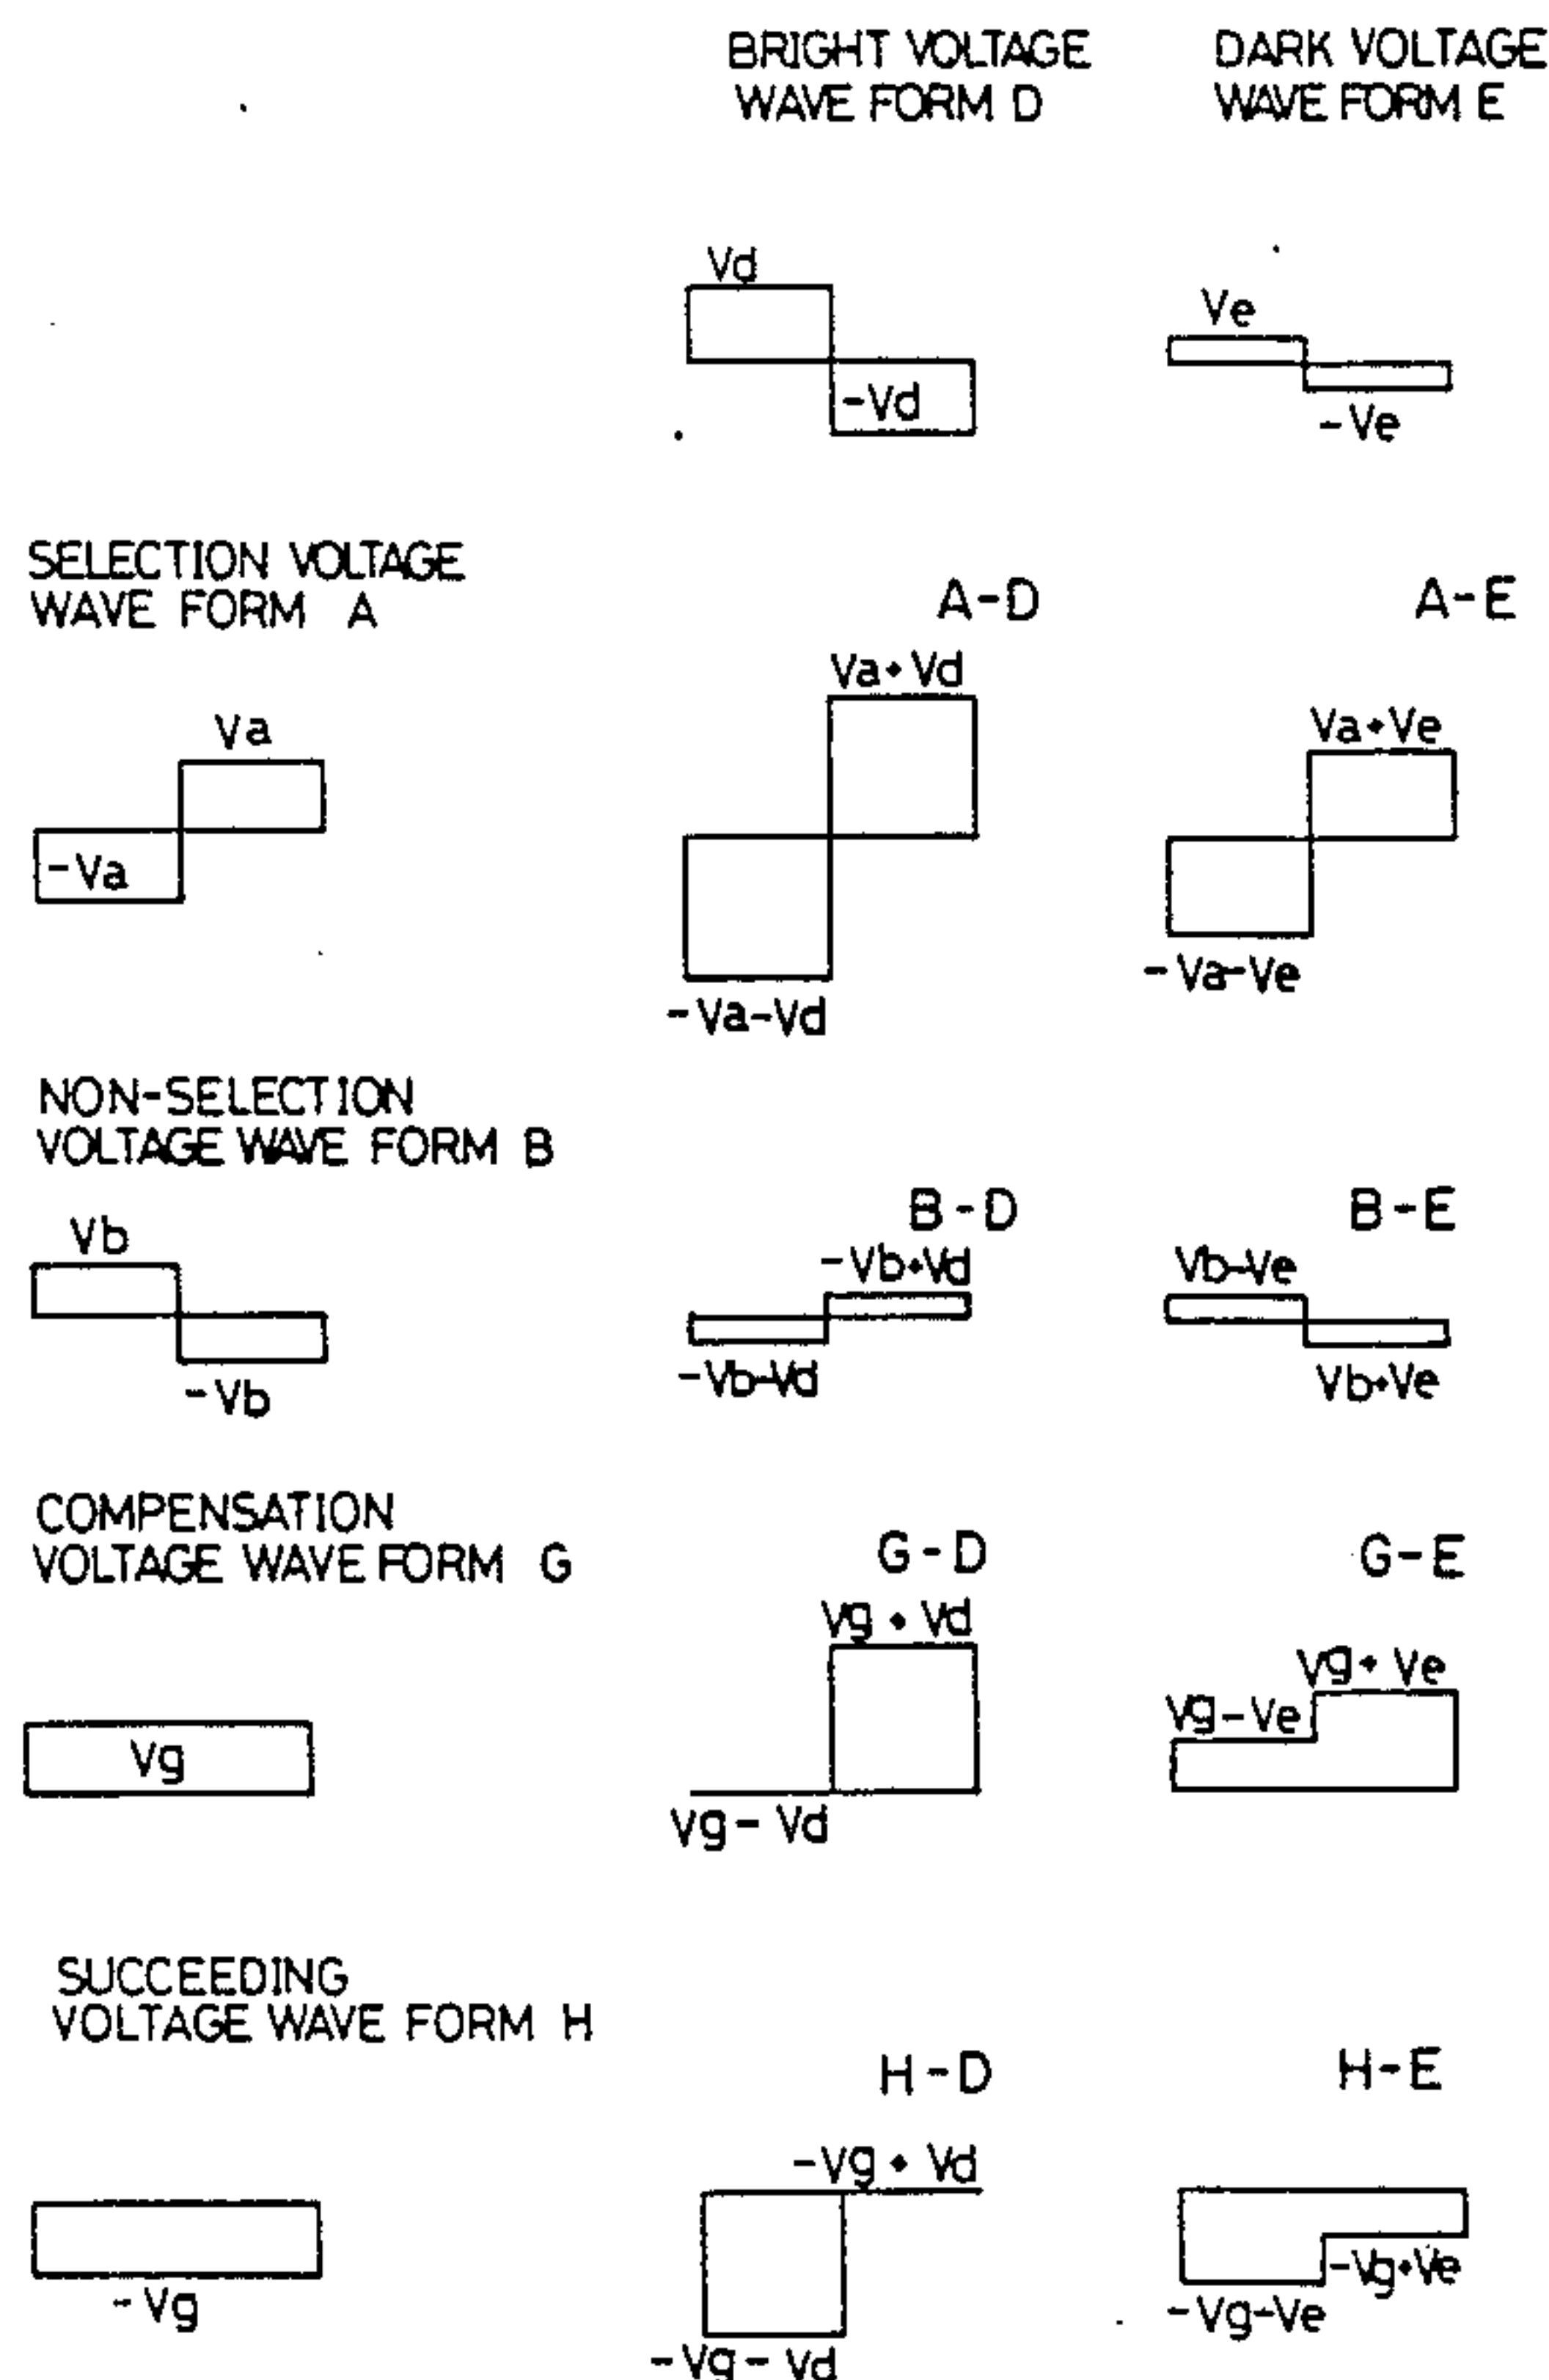 BRIGHT VOLTAGE
WAVE FORM D
DARK VOLTAGE
WAVE FORM E
Vd
-Vd
Ve
-Ve
SELECTION VOLTAGE
WAVE FORM A
A-D
A-E
Va
-Va
Va+Vd
-Va-Vd
Va+Ve
-Va-Ve
NON-SELECTION
VOLTAGE WAVE FORM B
B-D
B-E
Vb
-Vb
-Vb+Vd
-Vb-Vd
Vb-Ve
Vb+Ve
COMPENSATION
VOLTAGE WAVE FORM G
G-D
G-E
Vg
Vg + Vd
Vg - Vd
Vg+ Ve
Vg-Ve
SUCCEEDING
VOLTAGE WAVE FORM H
H-D
H-E
-Vg
-Vg + Vd
-Vg - Vd
-Vg+Ve
-Vg-Ve